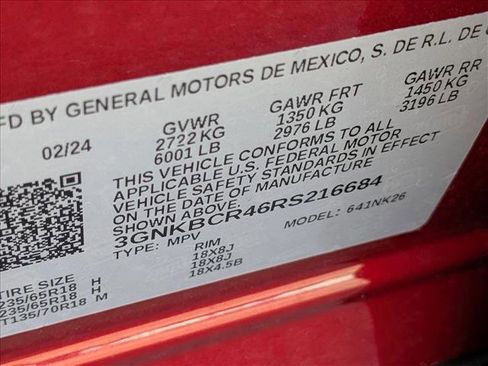 FD BY GENERAL MOTORS DE MEXICO, S. DE R.L. DE
02/24 GVWR GAWR FRT GAWR RR
2722 KG 1350 KG 1450 KG
6001 LB 2976 LB 3196 LB
THIS VEHICLE CONFORMS TO ALL
APPLICABLE U.S. FEDERAL MOTOR
VEHICLE SAFETY STANDARDS IN EFFECT
ON THE DATE OF MANUFACTURE
SHOWN ABOVE.
3GNKBCR46RS216684
TYPE: MPV MODEL: 641NK26
TIRE SIZE RIM
235/65R18 H 18X8J
235/65R18 H 18X8J
T135/70R18 M 18X4.5B